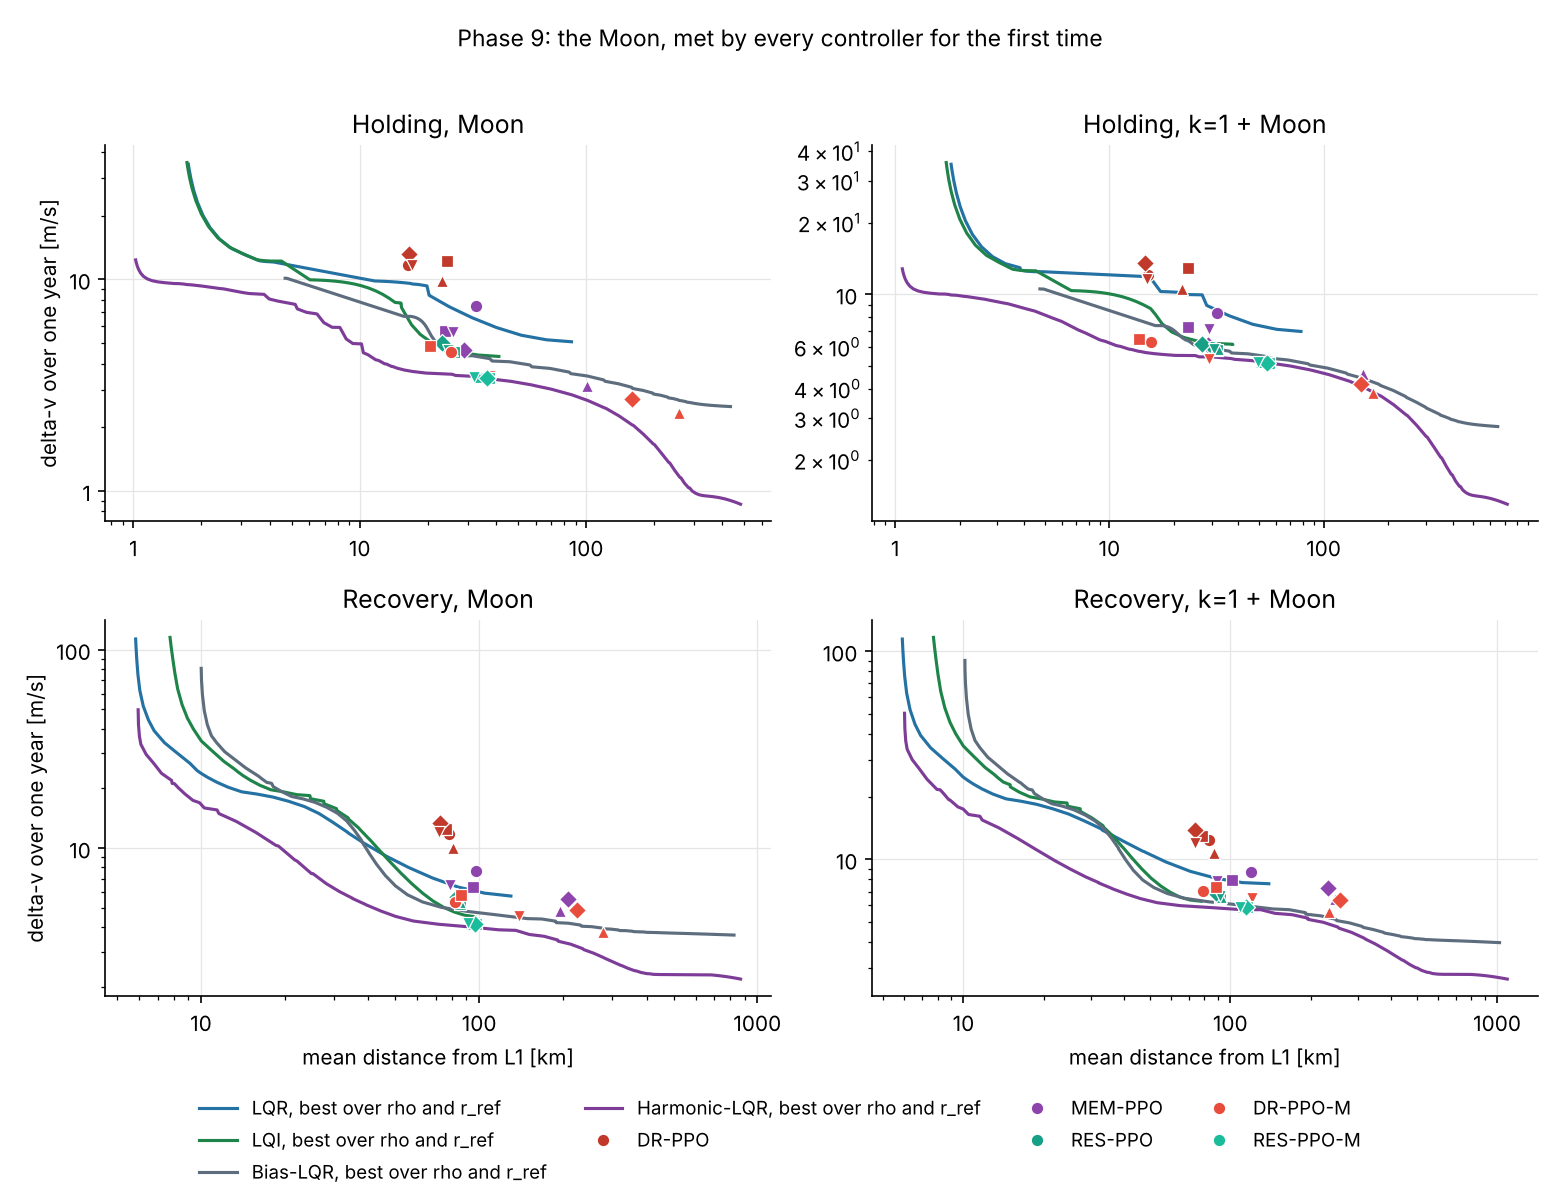 Phase 9: the Moon, met by every controller for the first time
Holding, Moon
delta-v over one year [m/s]
10
1
1
10
100
Holding, k=1 + Moon
4 × 10¹
3 × 10¹
2 × 10¹
10
6 × 10⁰
4 × 10⁰
3 × 10⁰
2 × 10⁰
1
10
100
Recovery, Moon
delta-v over one year [m/s]
100
10
10
100
1000
mean distance from L1 [km]
Recovery, k=1 + Moon
100
10
10
100
1000
mean distance from L1 [km]
LQR, best over rho and r_ref
LQI, best over rho and r_ref
Bias-LQR, best over rho and r_ref
Harmonic-LQR, best over rho and r_ref
DR-PPO
MEM-PPO
RES-PPO
DR-PPO-M
RES-PPO-M